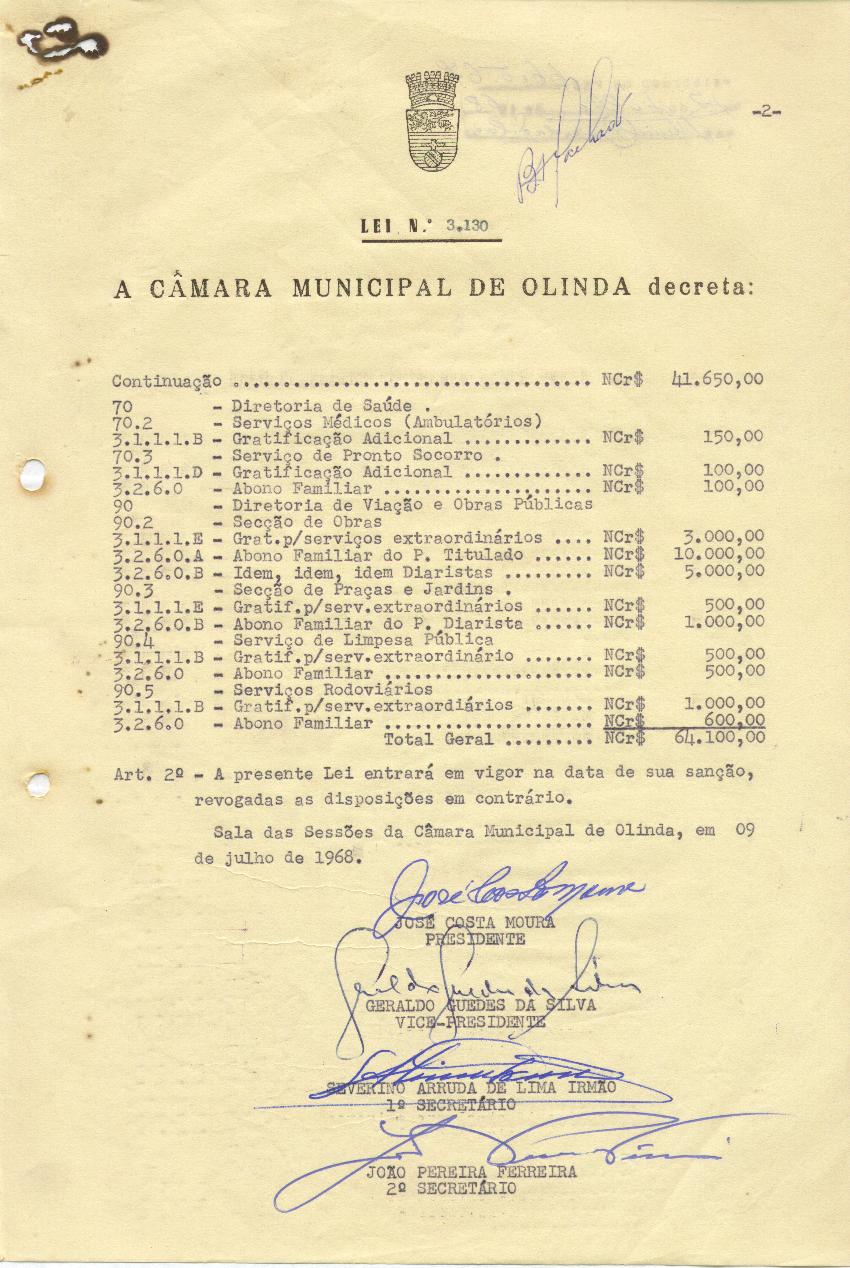 -2-
LEI N.º 3.130
A CÂMARA MUNICIPAL DE OLINDA decreta:
Continuação .................................. NCr$ 41.650,00
70 - Diretoria de Saúde .
70.2 - Serviços Médicos (Ambulatórios)
3.1.1.1.B - Gratificação Adicional ............. NCr$ 150,00
70.3 - Serviço de Pronto Socorro .
3.1.1.1.D - Gratificação Adicional ............. NCr$ 100,00
3.2.6.0 - Abono Familiar ..................... NCr$ 100,00
90 - Diretoria de Viação e Obras Públicas
90.2 - Secção de Obras
3.1.1.1.E - Grat.p/serviços extraordinários .... NCr$ 3.000,00
3.2.6.0.A - Abono Familiar do P. Titulado ...... NCr$ 10.000,00
3.2.6.0.B - Idem, idem, idem Diaristas ......... NCr$ 5.000,00
90.3 - Secção de Praças e Jardins .
3.1.1.1.E - Gratif.p/serv.extraordinários ...... NCr$ 500,00
3.2.6.0.B - Abono Familiar do P. Diarista ...... NCr$ 1.000,00
90.4 - Serviço de Limpesa Pública
3.1.1.1.B - Gratif.p/serv.extraordinário ....... NCr$ 500,00
3.2.6.0 - Abono Familiar ..................... NCr$ 500,00
90.5 - Serviços Rodoviários
3.1.1.1.B - Gratif.p/serv.extraordiários ....... NCr$ 1.000,00
3.2.6.0 - Abono Familiar ..................... NCr$ 600,00
Total Geral ......... NCr$ 64.100,00
Art. 2º - A presente Lei entrará em vigor na data de sua sanção,
revogadas as disposições em contrário.
Sala das Sessões da Câmara Municipal de Olinda, em 09
de julho de 1968.
José Costa Moura
JOSÉ COSTA MOURA
PRESIDENTE
Geraldo Guedes da Silva
GERALDO GUEDES DA SILVA
VICE-PRESIDENTE
SEVERINO ARRUDA DE LIMA IRMÃO
1º SECRETÁRIO
JOÃO PEREIRA FERREIRA
2º SECRETÁRIO